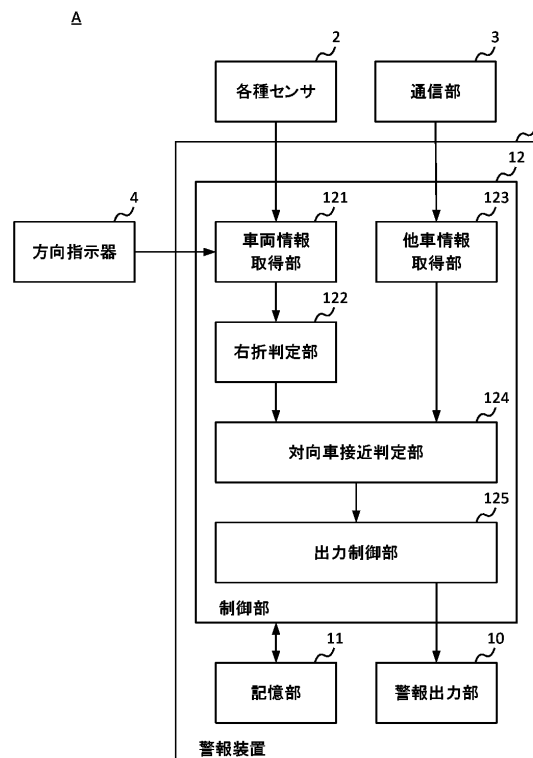 A
2
3
各種センサ
通信部
12
4
121
123
方向指示器
車両情報
取得部
他車情報
取得部
122
右折判定部
124
対向車接近判定部
125
出力制御部
制御部
11
10
記憶部
警報出力部
警報装置